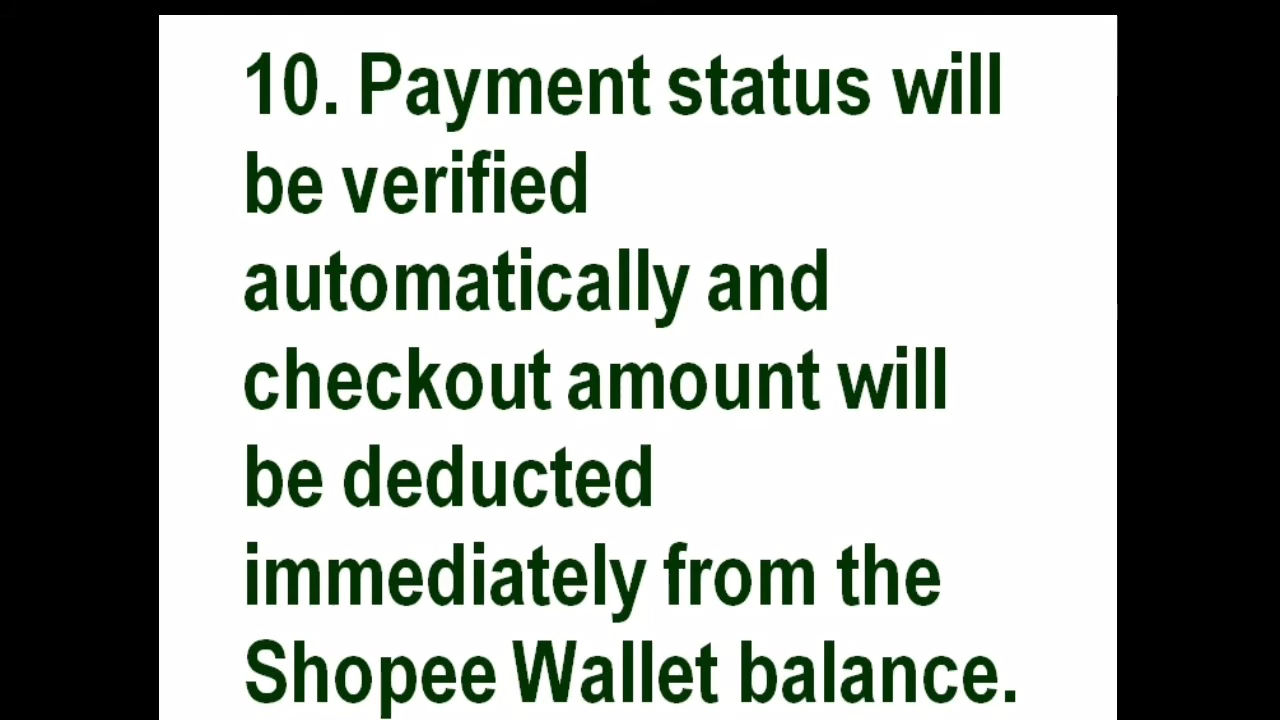 10. Payment status will
be verified
automatically and
checkout amount will
be deducted
immediately from the
Shopee Wallet balance.